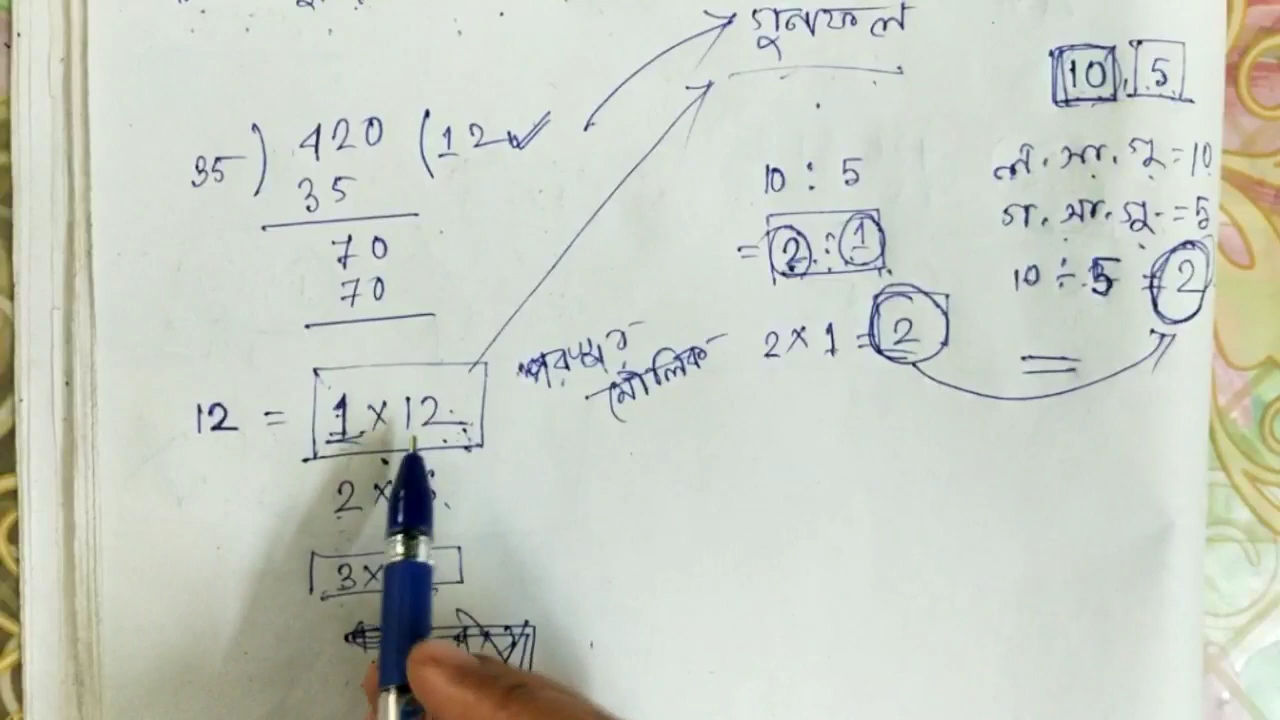 গুনফল
10, 5
35) 420 (12 ✓
35
70
70
12 = 1 × 12
2 ×
3 ×
পরস্পর
মৌলিক
10 : 5
= 2 : 1
2 × 1 = 2
ল. সা. গু = 10
গ. সা. গু. = 5
10 ÷ 5 = 2